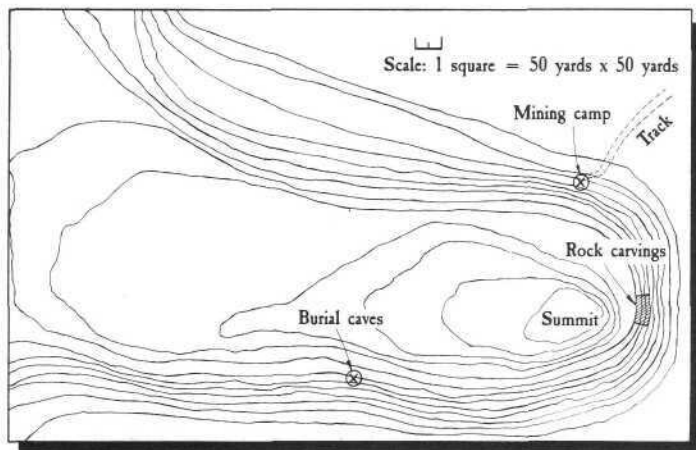 Scale: 1 square = 50 yards x 50 yards
Mining camp
Track
Rock carvings
Burial caves
Summit